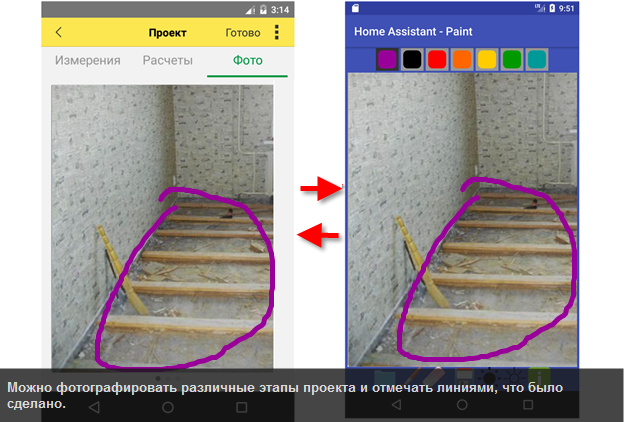 3:14
Проект
Готово
Измерения
Расчеты
Фото
9:51
Home Assistant - Paint
Можно фотографировать различные этапы проекта и отмечать линиями, что было
сделано.